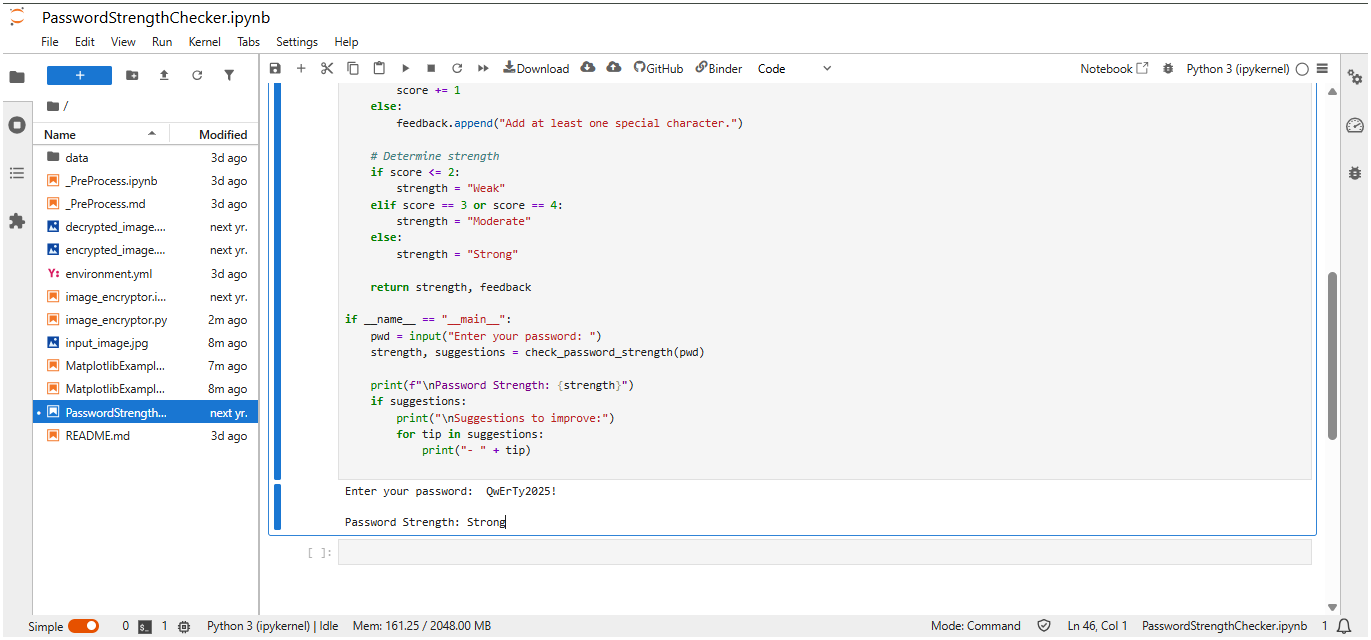 PasswordStrengthChecker.ipynb
File Edit View Run Kernel Tabs Settings Help
+ Download GitHub Binder Code Notebook Python 3 (ipykernel)
/
Name Modified
data 3d ago
_PreProcess.ipynb 3d ago
_PreProcess.md 3d ago
decrypted_image.... next yr.
encrypted_image.... next yr.
Y: environment.yml 3d ago
image_encryptor.i... next yr.
image_encryptor.py 2m ago
input_image.jpg 8m ago
MatplotlibExampl... 7m ago
MatplotlibExampl... 8m ago
PasswordStrength... next yr.
README.md 3d ago
score += 1
else:
feedback.append("Add at least one special character.")
# Determine strength
if score <= 2:
strength = "Weak"
elif score == 3 or score == 4:
strength = "Moderate"
else:
strength = "Strong"
return strength, feedback
if __name__ == "__main__":
pwd = input("Enter your password: ")
strength, suggestions = check_password_strength(pwd)
print(f"\nPassword Strength: {strength}")
if suggestions:
print("\nSuggestions to improve:")
for tip in suggestions:
print("- " + tip)
Enter your password:  QwErTy2025!
Password Strength: Strong
[ ]:
Simple 0 $_ 1 Python 3 (ipykernel) | Idle Mem: 161.25 / 2048.00 MB Mode: Command Ln 46, Col 1 PasswordStrengthChecker.ipynb 1